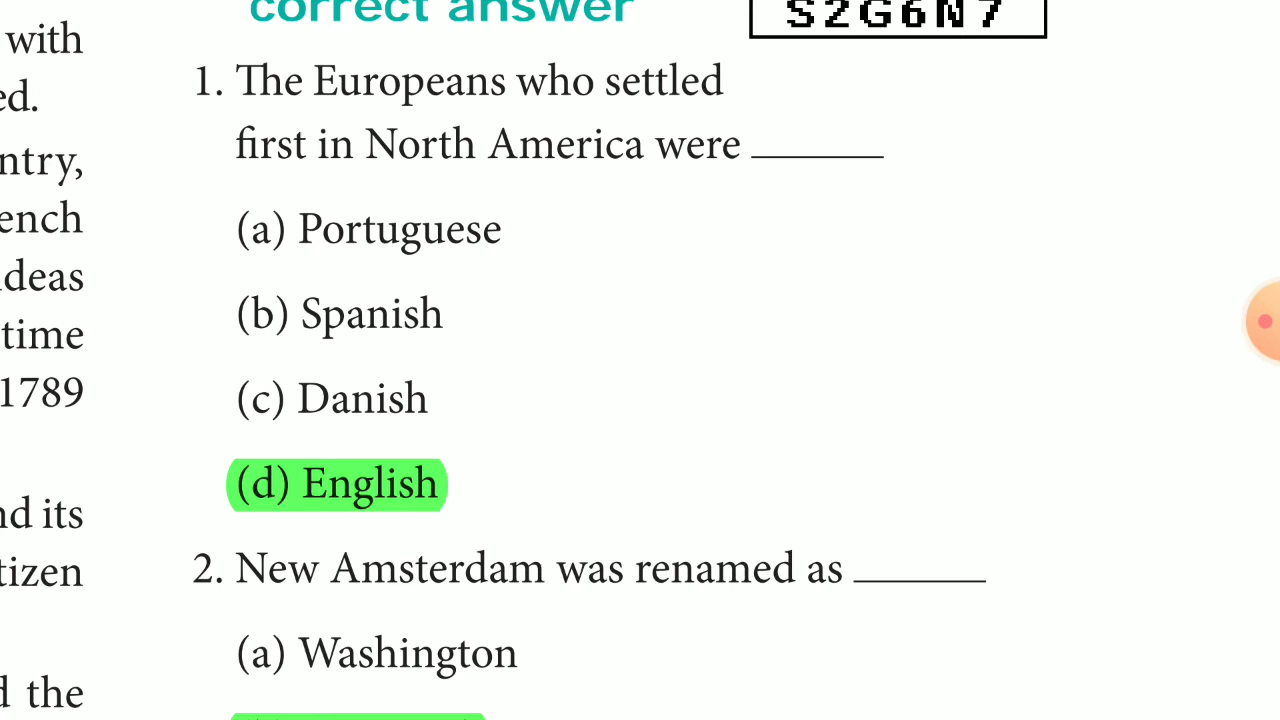 correct answer
S2G6N7
with
ed.
ntry,
ench
ideas
time
1789
nd its
tizen
d the
1. The Europeans who settled
first in North America were ______
(a) Portuguese
(b) Spanish
(c) Danish
(d) English
2. New Amsterdam was renamed as ______
(a) Washington